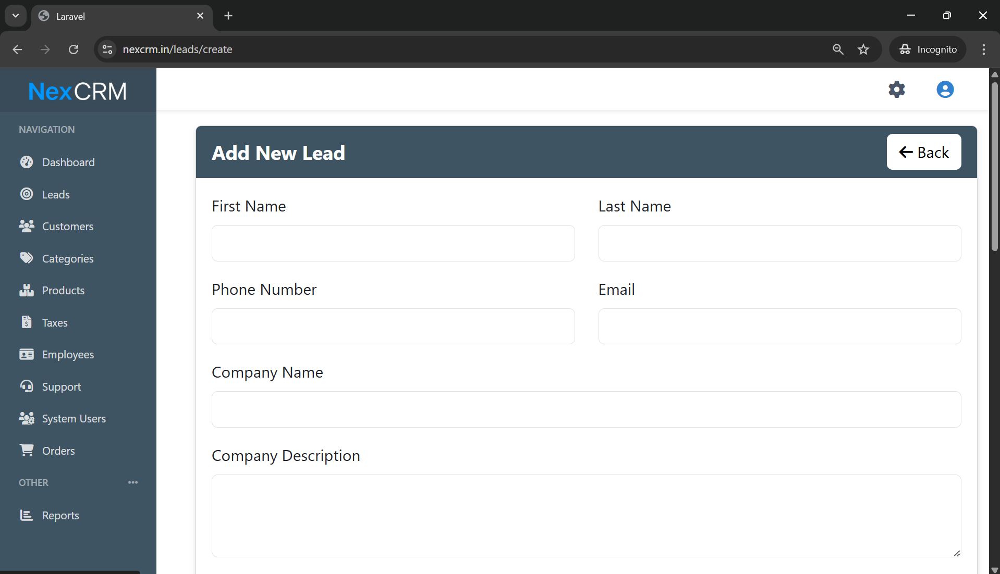 Laravel
nexcrm.in/leads/create
Incognito
NexCRM
NAVIGATION
Dashboard
Leads
Customers
Categories
Products
Taxes
Employees
Support
System Users
Orders
OTHER
Reports
Add New Lead
Back
First Name
Last Name
Phone Number
Email
Company Name
Company Description